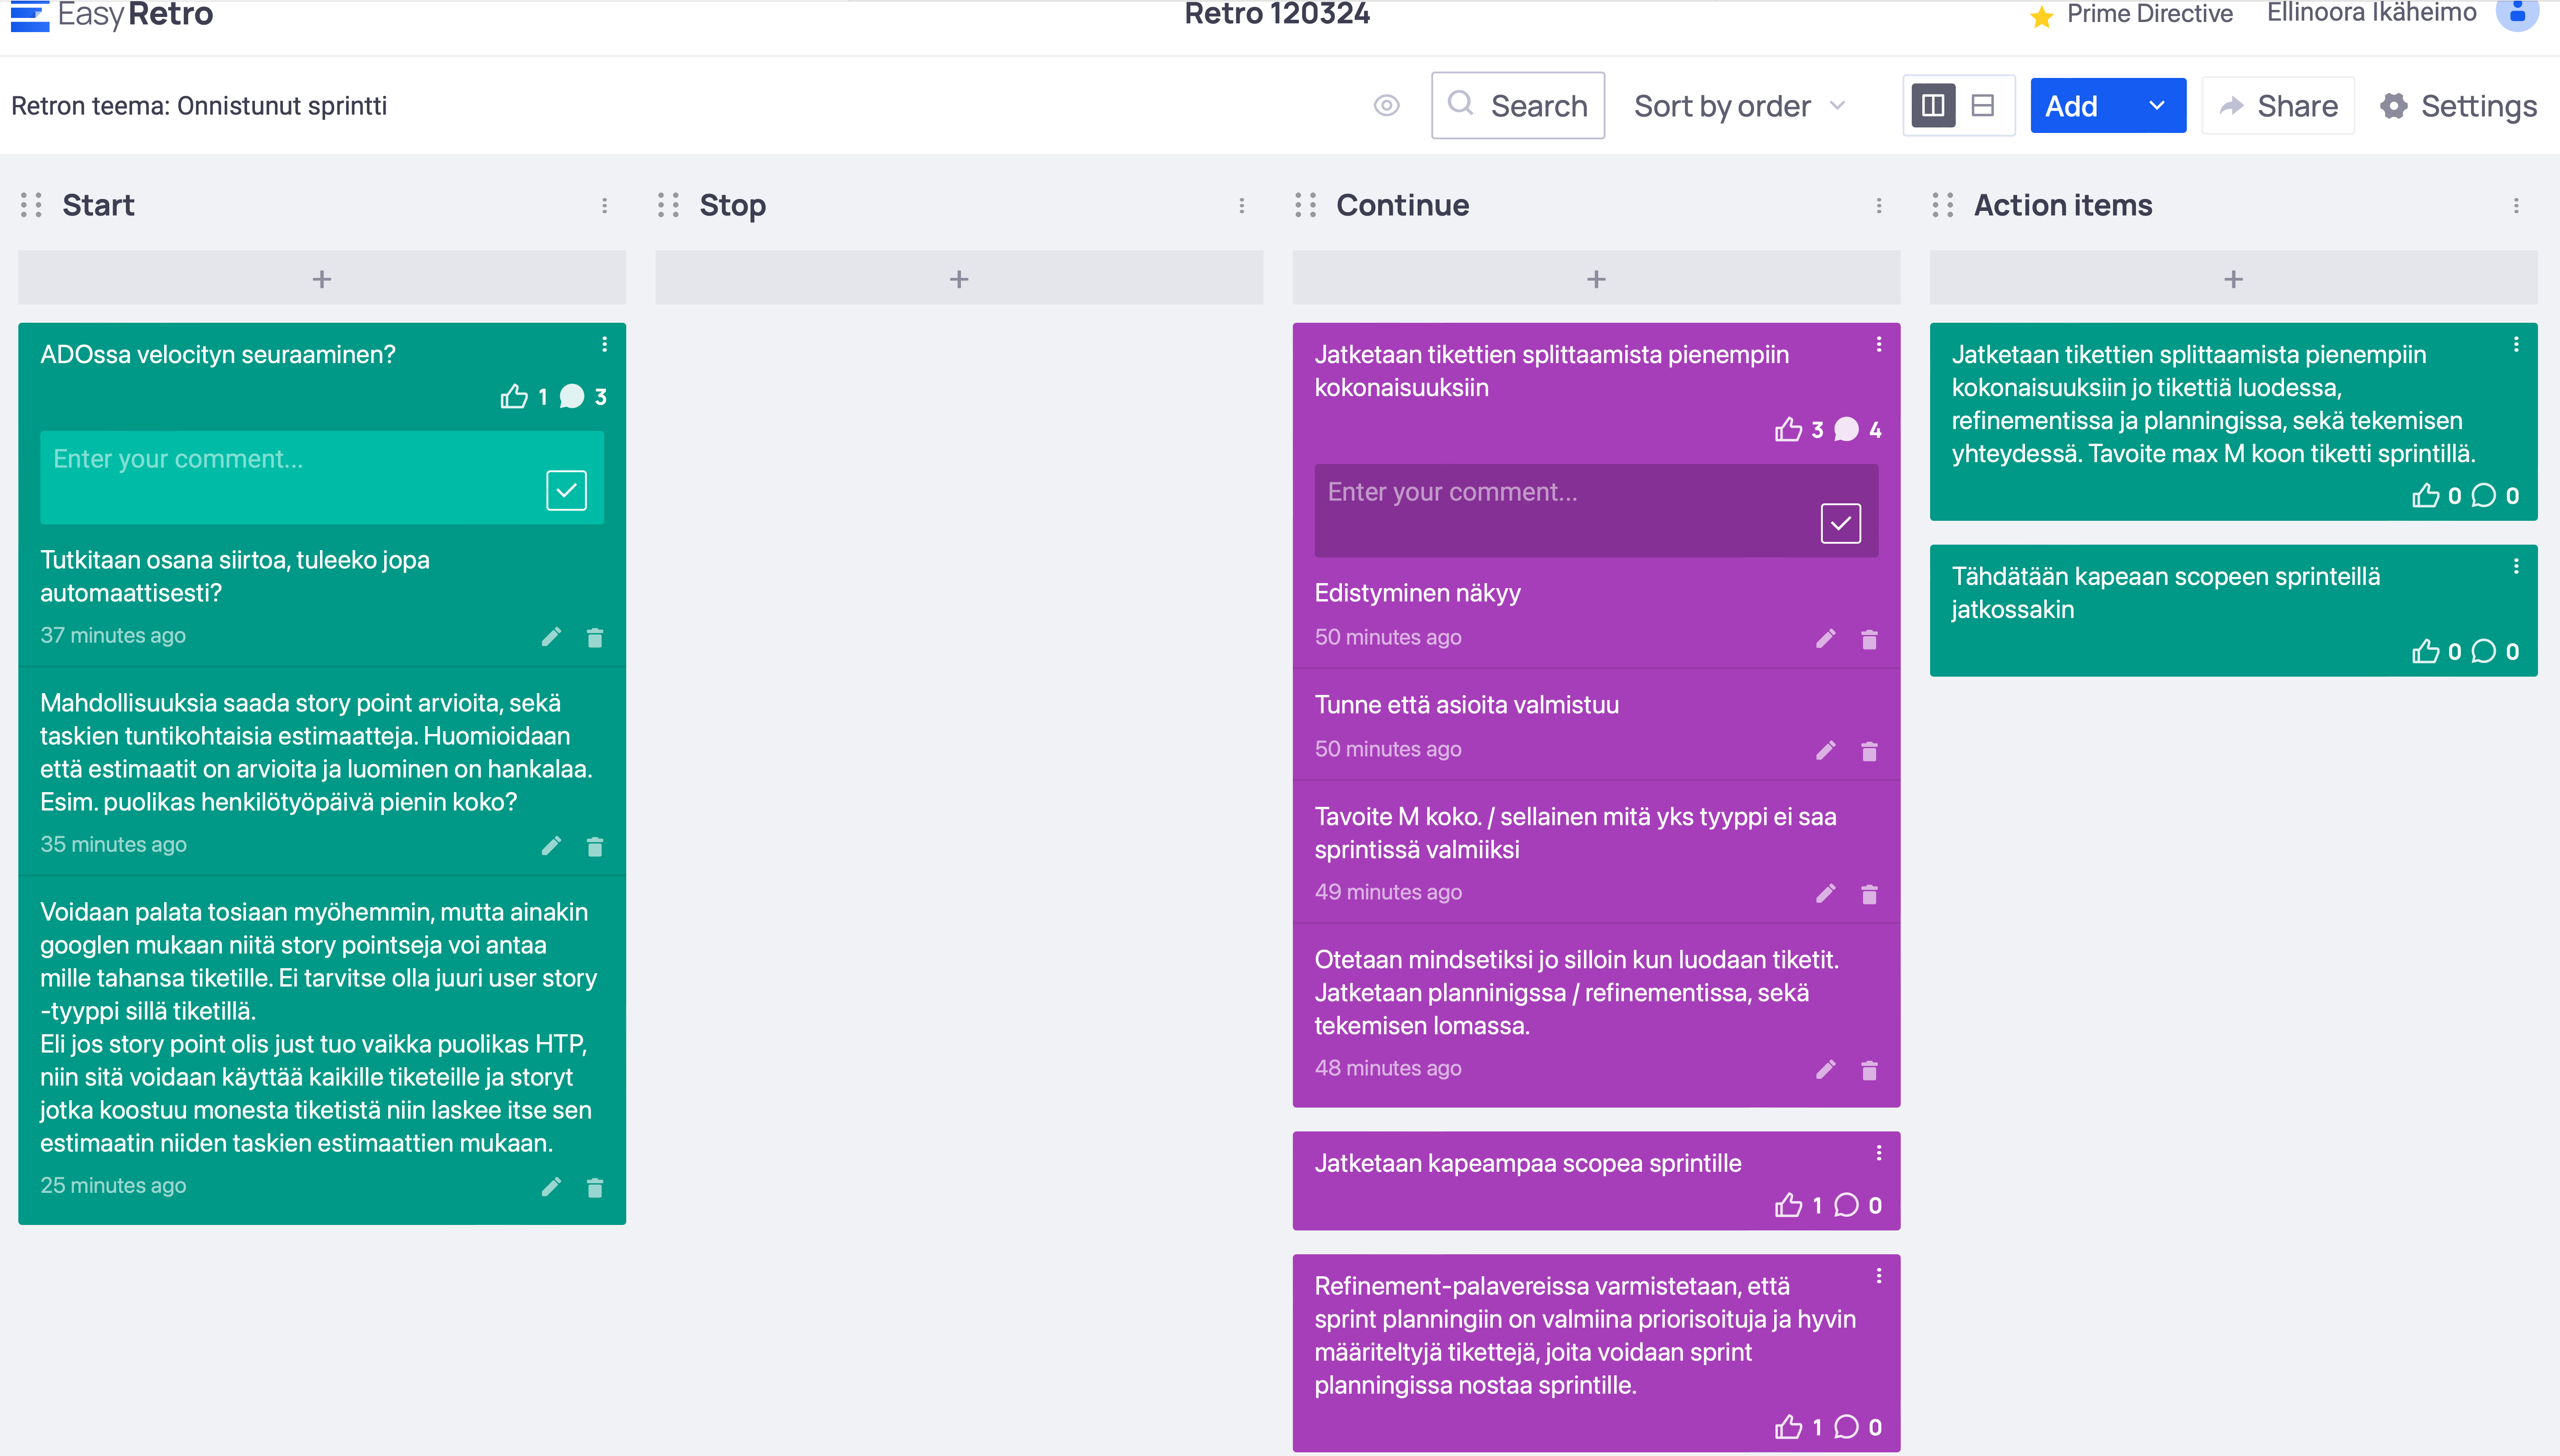 EasyRetro
Retro 120324
Prime Directive
Ellinoora Ikäheimo
Retron teema: Onnistunut sprintti
Search
Sort by order
Add
Share
Settings
Start
+
ADOssa velocityn seuraaminen?
1 3
Enter your comment...
Tutkitaan osana siirtoa, tuleeko jopa
automaattisesti?
37 minutes ago
Mahdollisuuksia saada story point arvioita, sekä
taskien tuntikohtaisia estimaatteja. Huomioidaan
että estimaatit on arvioita ja luominen on hankalaa.
Esim. puolikas henkilötyöpäivä pienin koko?
35 minutes ago
Voidaan palata tosiaan myöhemmin, mutta ainakin
googlen mukaan niitä story pointseja voi antaa
mille tahansa tiketille. Ei tarvitse olla juuri user story
-tyyppi sillä tiketillä.
Eli jos story point olis just tuo vaikka puolikas HTP,
niin sitä voidaan käyttää kaikille tiketeille ja storyt
jotka koostuu monesta tiketistä niin laskee itse sen
estimaatin niiden taskien estimaattien mukaan.
25 minutes ago
Stop
+
Continue
+
Jatketaan tikettien splittaamista pienempiin
kokonaisuuksiin
3 4
Enter your comment...
Edistyminen näkyy
50 minutes ago
Tunne että asioita valmistuu
50 minutes ago
Tavoite M koko. / sellainen mitä yks tyyppi ei saa
sprintissä valmiiksi
49 minutes ago
Otetaan mindsetiksi jo silloin kun luodaan tiketit.
Jatketaan planninigssa / refinementissa, sekä
tekemisen lomassa.
48 minutes ago
Jatketaan kapeampaa scopea sprintille
1 0
Refinement-palavereissa varmistetaan, että
sprint planningiin on valmiina priorisoituja ja hyvin
määriteltyjä tikettejä, joita voidaan sprint
planningissa nostaa sprintille.
1 0
Action items
+
Jatketaan tikettien splittaamista pienempiin
kokonaisuuksiin jo tikettiä luodessa,
refinementissa ja planningissa, sekä tekemisen
yhteydessä. Tavoite max M koon tiketti sprintillä.
0 0
Tähdätään kapeaan scopeen sprinteillä
jatkossakin
0 0